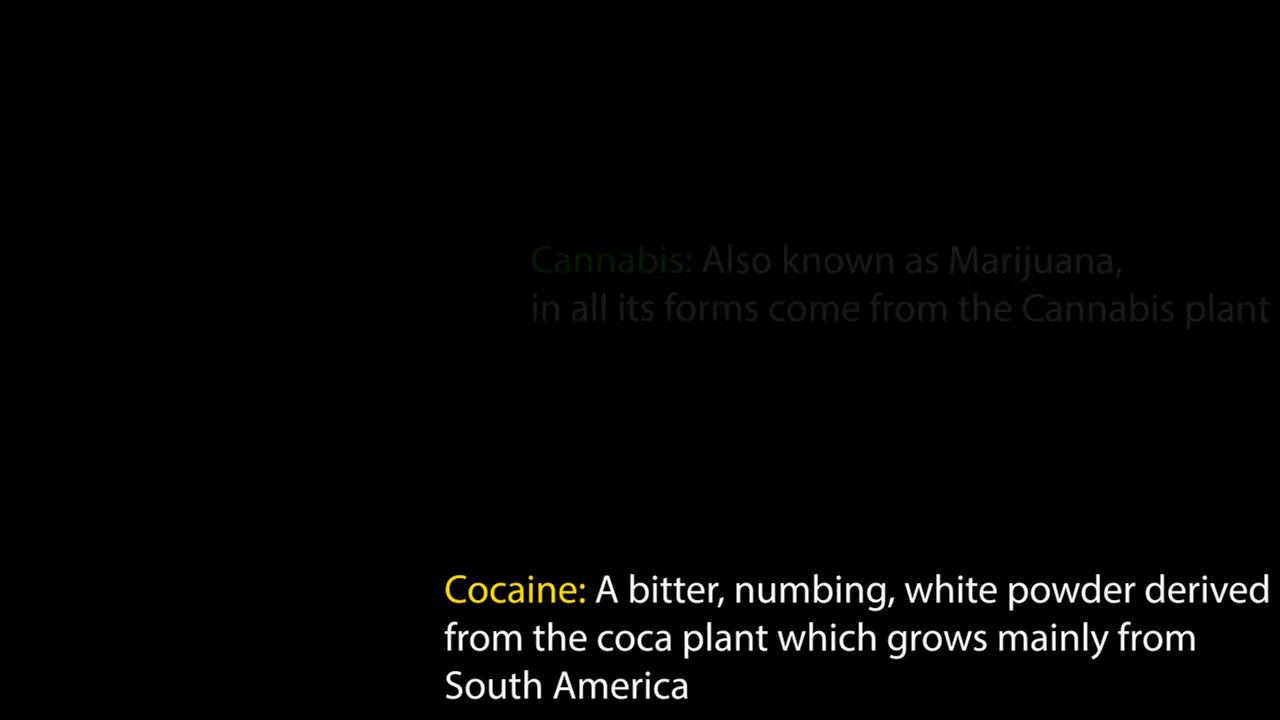 Cannabis: Also known as Marijuana,
in all its forms come from the Cannabis plant
Cocaine: A bitter, numbing, white powder derived
from the coca plant which grows mainly from
South America